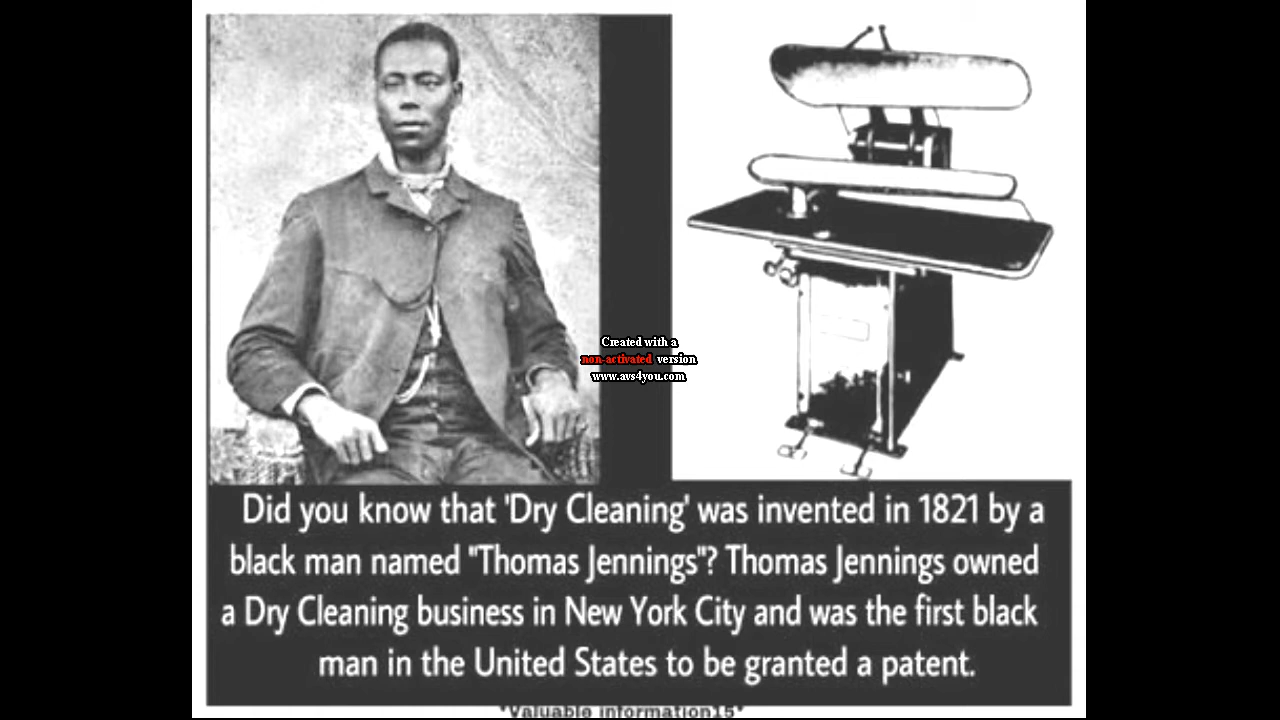 Created with a
non-activated version
www.avs4you.com
Did you know that 'Dry Cleaning' was invented in 1821 by a
black man named "Thomas Jennings"? Thomas Jennings owned
a Dry Cleaning business in New York City and was the first black
man in the United States to be granted a patent.
*Valuable information15*